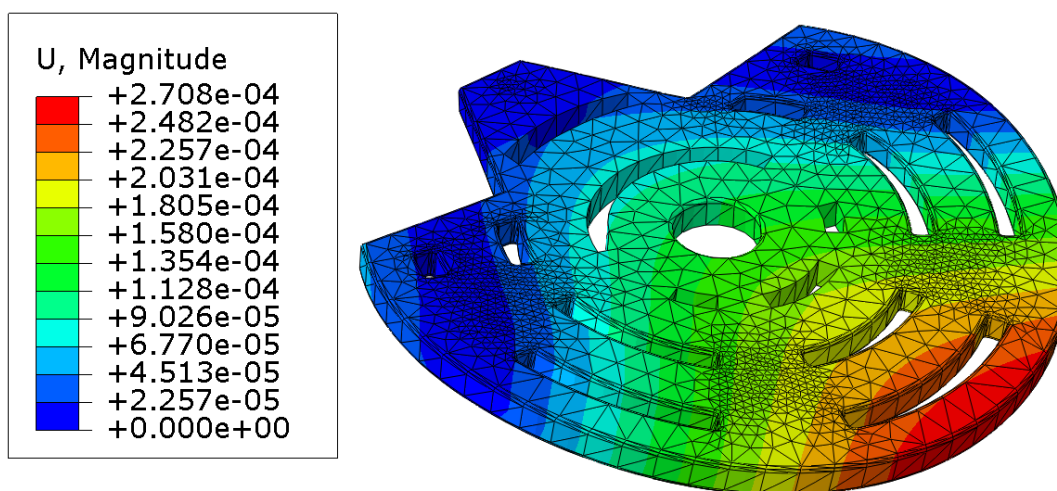 U, Magnitude
+2.708e-04
+2.482e-04
+2.257e-04
+2.031e-04
+1.805e-04
+1.580e-04
+1.354e-04
+1.128e-04
+9.026e-05
+6.770e-05
+4.513e-05
+2.257e-05
+0.000e+00